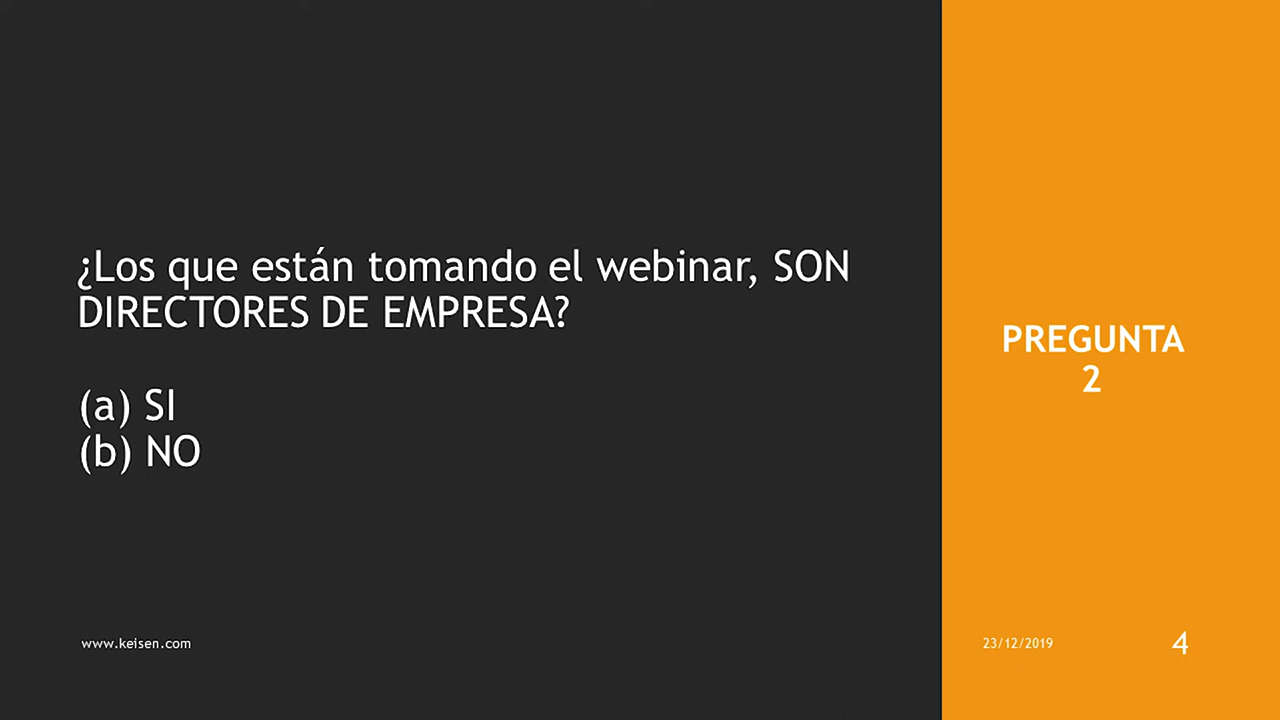 ¿Los que están tomando el webinar, SON
DIRECTORES DE EMPRESA?
(a) SI
(b) NO
PREGUNTA
2
www.keisen.com
23/12/2019
4